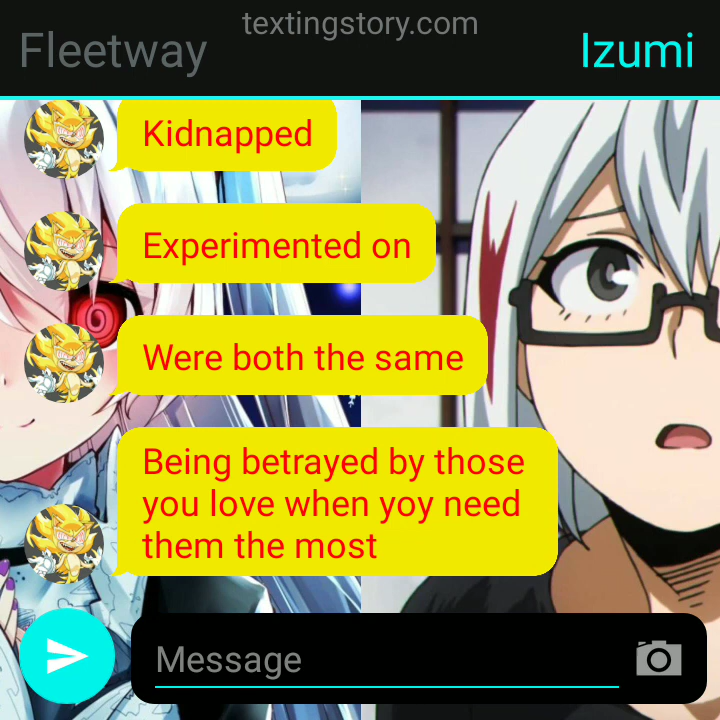 textingstory.com
Fleetway
Izumi
Kidnapped
Experimented on
Were both the same
Being betrayed by those
you love when yoy need
them the most
Message